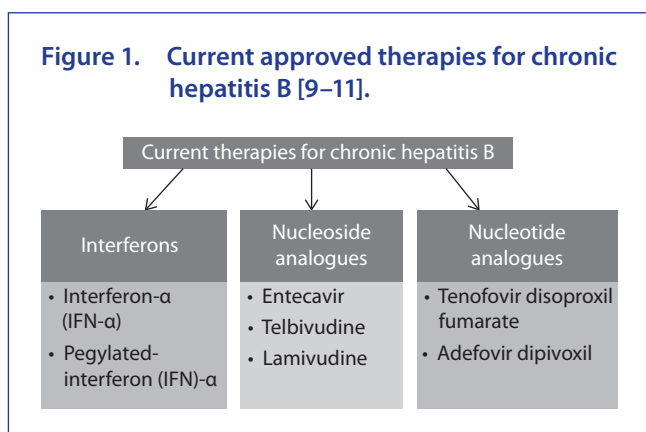 Figure 1. Current approved therapies for chronic
hepatitis B [9–11].
Current therapies for chronic hepatitis B
Interferons
• Interferon-α
(IFN-α)
• Pegylated-
interferon (IFN)-α
Nucleoside
analogues
• Entecavir
• Telbivudine
• Lamivudine
Nucleotide
analogues
• Tenofovir disoproxil
fumarate
• Adefovir dipivoxil